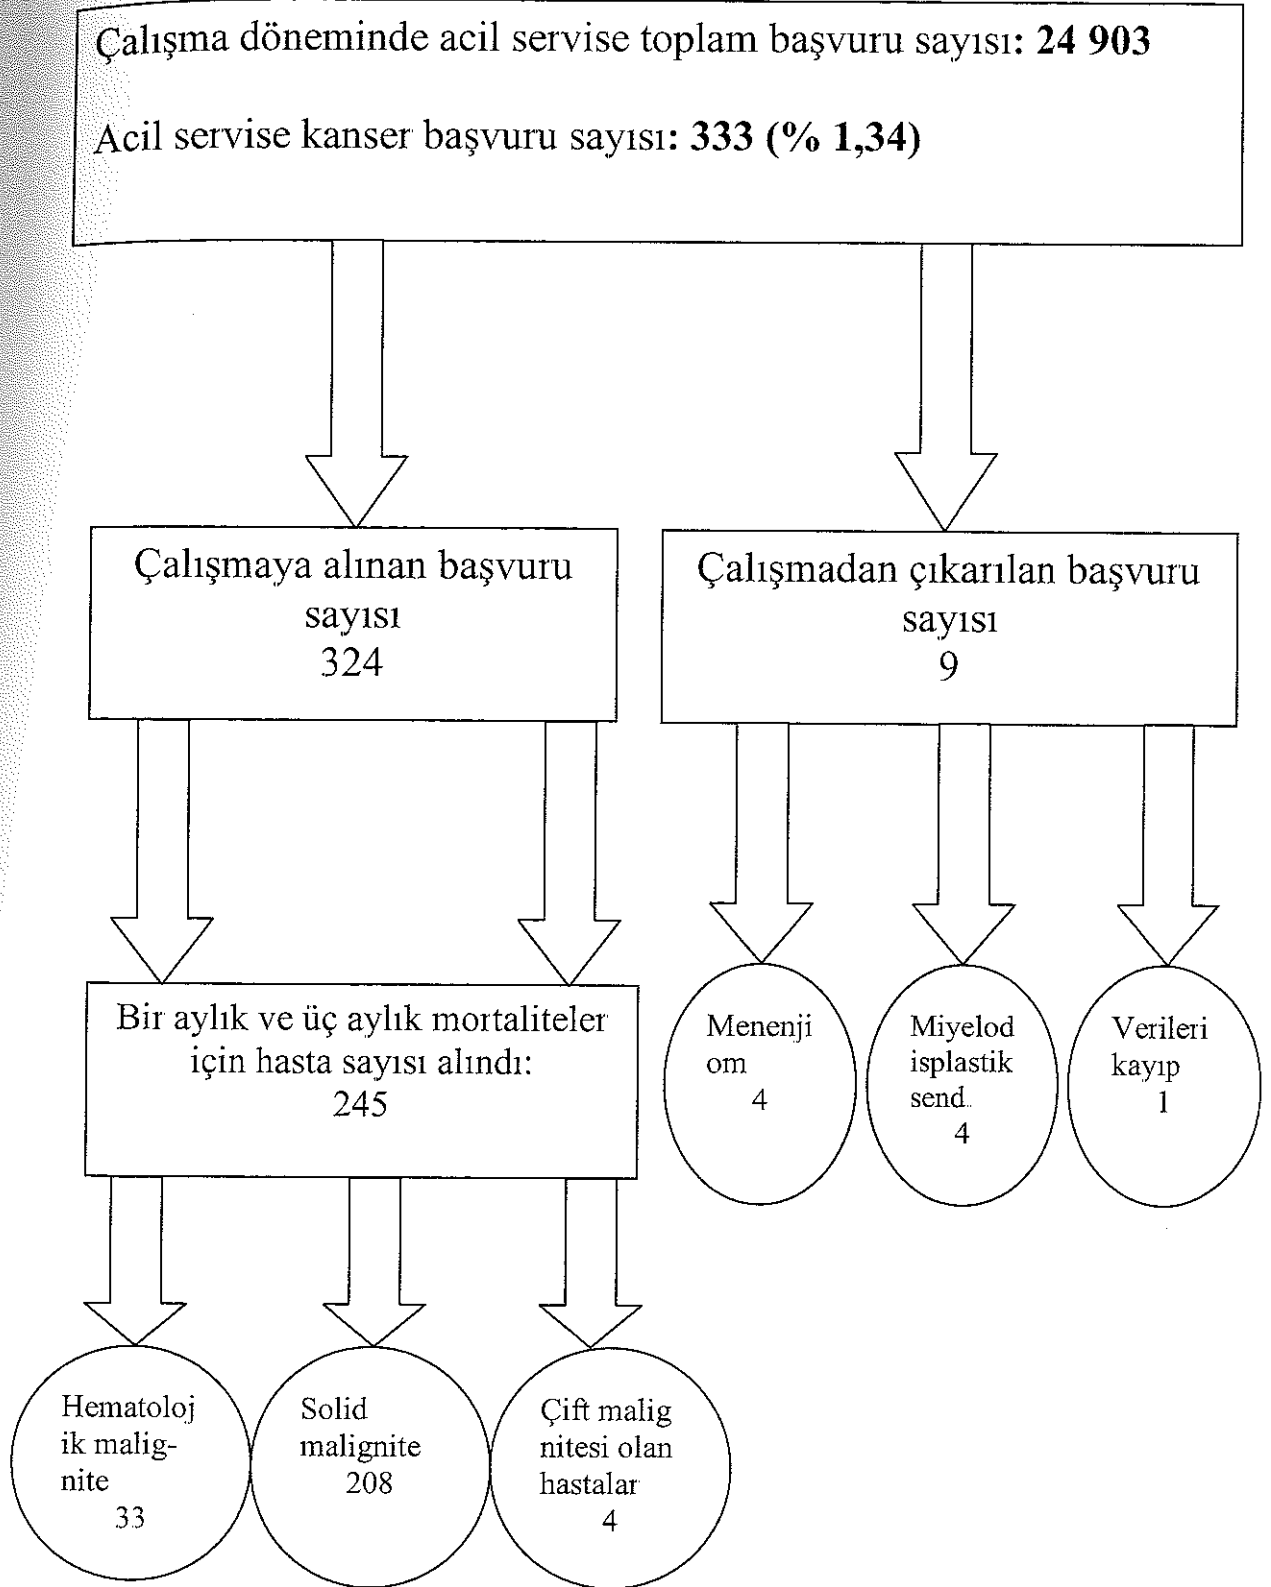 Çalışma döneminde acil servise toplam başvuru sayısı: 24 903
Acil servise kanser başvuru sayısı: 333 (% 1,34)
Çalışmaya alınan başvuru
sayısı
324
Çalışmadan çıkarılan başvuru
sayısı
9
Bir aylık ve üç aylık mortaliteler
için hasta sayısı alındı:
245
Menenji
om
4
Miyelod
isplastik
send.
4
Verileri
kayıp
1
Hematoloj
ik malig-
nite
33
Solid
malignite
208
Çift malig
nitesi olan
hastalar
4